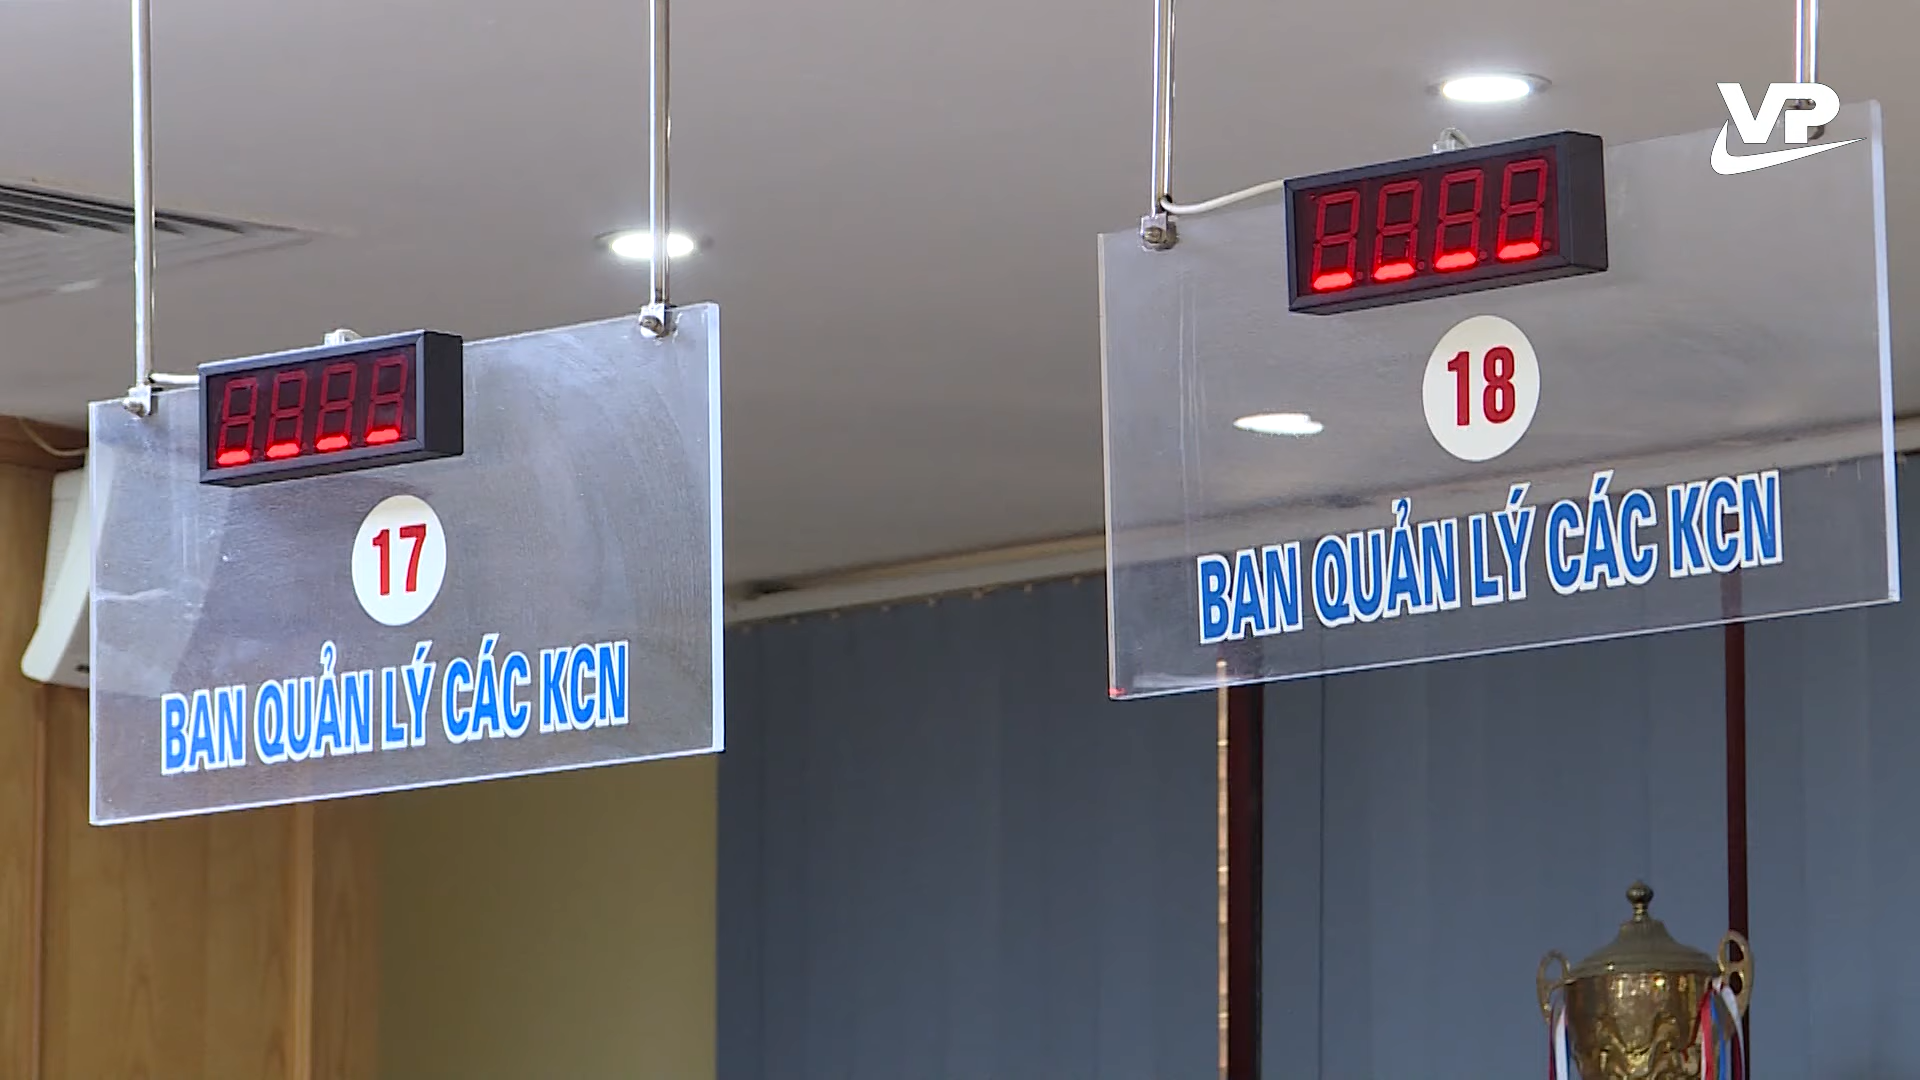 VP
17
BAN QUẢN LÝ CÁC KCN
18
BAN QUẢN LÝ CÁC KCN